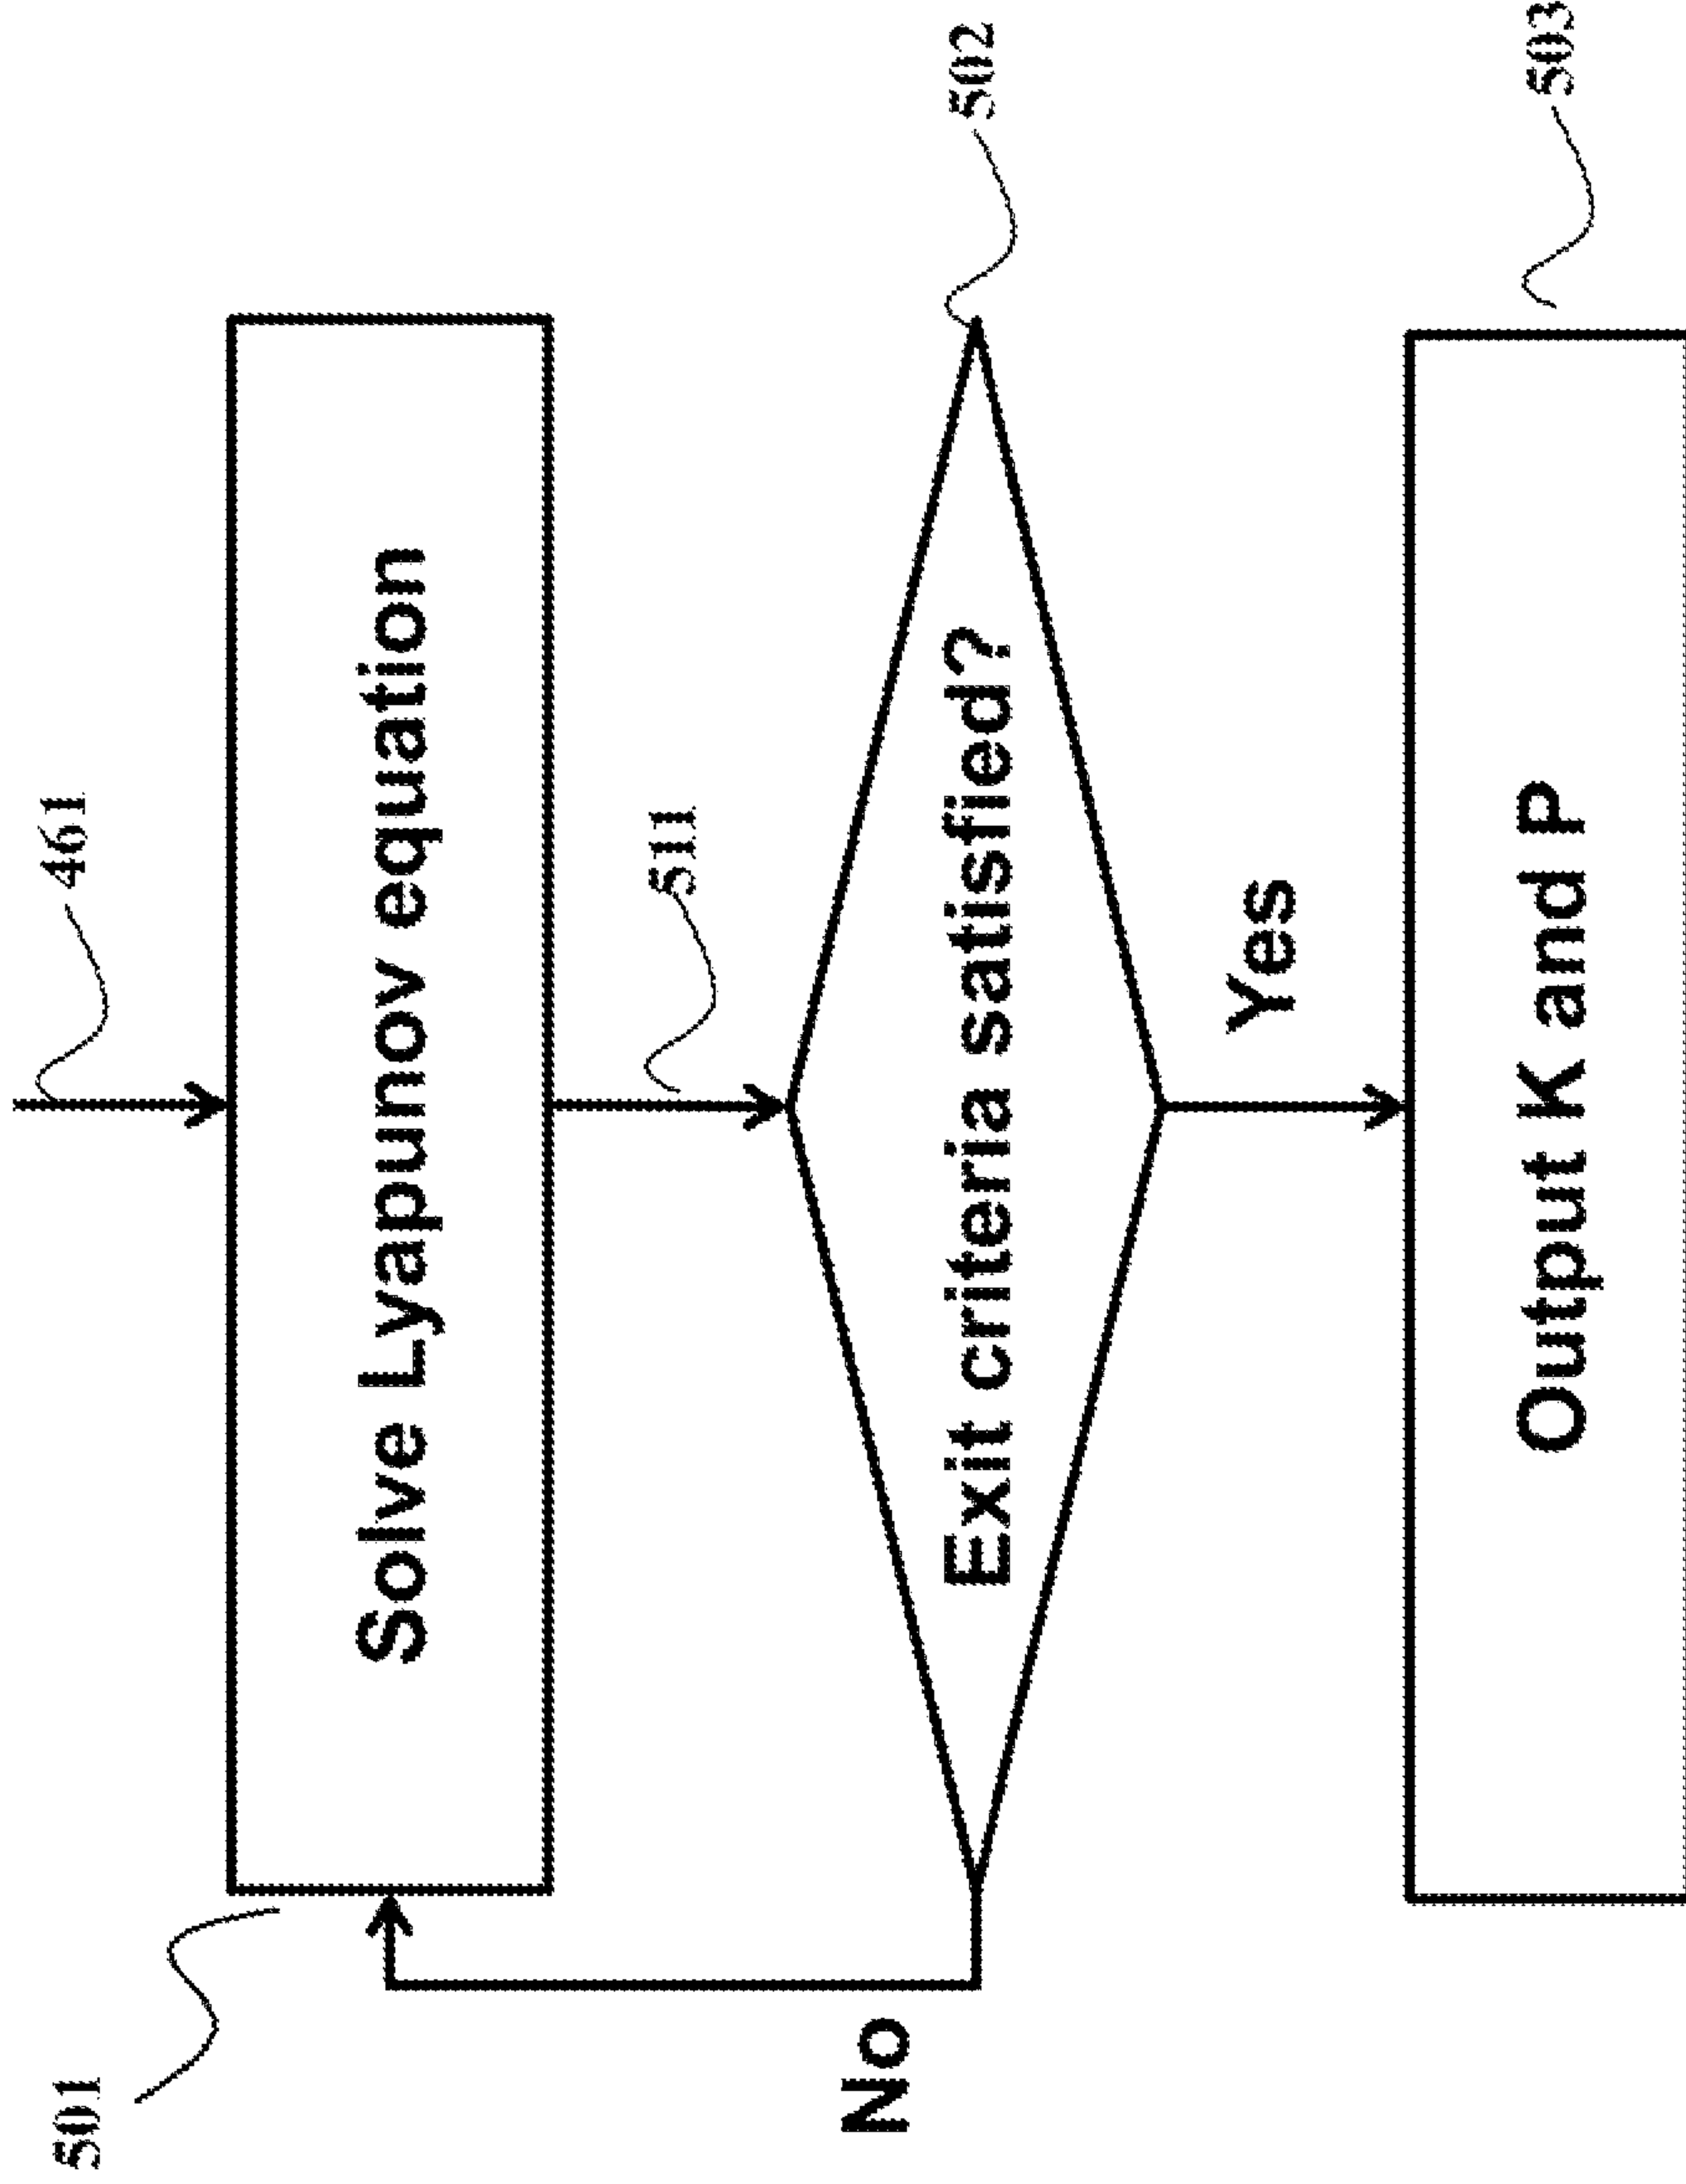 461
501
Solve Lyapunov equation
511
502
Exit criteria satisfied?
No
Yes
503
Output K and P